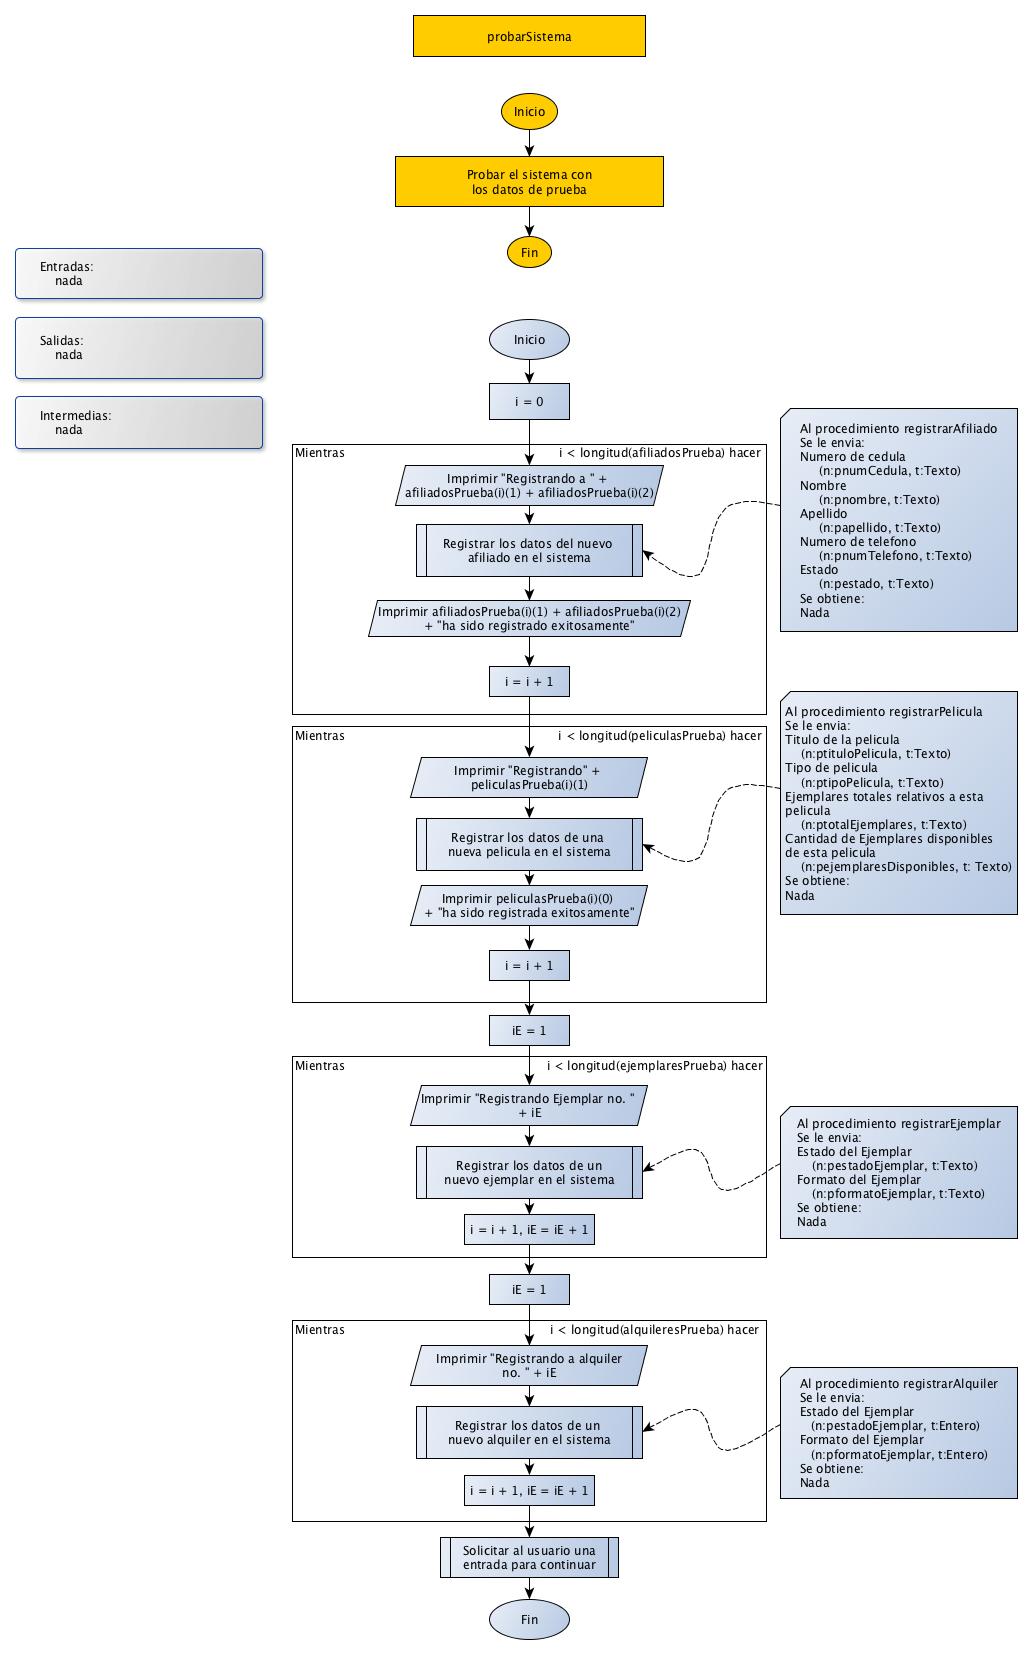 probarSistema
Inicio
Probar el sistema con
los datos de prueba
Fin
Entradas:
nada
Salidas:
nada
Intermedias:
nada
Inicio
i = 0
Mientras
i < longitud(afiliadosPrueba) hacer
Imprimir "Registrando a " +
afiliadosPrueba(i)(1) + afiliadosPrueba(i)(2)
Registrar los datos del nuevo
afiliado en el sistema
Imprimir afiliadosPrueba(i)(1) + afiliadosPrueba(i)(2)
+ "ha sido registrado exitosamente"
i = i + 1
Al procedimiento registrarAfiliado
Se le envia:
Numero de cedula
(n:pnumCedula, t:Texto)
Nombre
(n:pnombre, t:Texto)
Apellido
(n:papellido, t:Texto)
Numero de telefono
(n:pnumTelefono, t:Texto)
Estado
(n:pestado, t:Texto)
Se obtiene:
Nada
Mientras
i < longitud(peliculasPrueba) hacer
Imprimir "Registrando" +
peliculasPrueba(i)(1)
Registrar los datos de una
nueva pelicula en el sistema
Imprimir peliculasPrueba(i)(0)
+ "ha sido registrada exitosamente"
i = i + 1
Al procedimiento registrarPelicula
Se le envia:
Titulo de la pelicula
(n:ptituloPelicula, t:Texto)
Tipo de pelicula
(n:ptipoPelicula, t:Texto)
Ejemplares totales relativos a esta
pelicula
(n:ptotalEjemplares, t:Texto)
Cantidad de Ejemplares disponibles
de esta pelicula
(n:pejemplaresDisponibles, t: Texto)
Se obtiene:
Nada
iE = 1
Mientras
i < longitud(ejemplaresPrueba) hacer
Imprimir "Registrando Ejemplar no. "
+ iE
Registrar los datos de un
nuevo ejemplar en el sistema
i = i + 1, iE = iE + 1
Al procedimiento registrarEjemplar
Se le envia:
Estado del Ejemplar
(n:pestadoEjemplar, t:Texto)
Formato del Ejemplar
(n:pformatoEjemplar, t:Texto)
Se obtiene:
Nada
iE = 1
Mientras
i < longitud(alquileresPrueba) hacer
Imprimir "Registrando a alquiler
no. " + iE
Registrar los datos de un
nuevo alquiler en el sistema
i = i + 1, iE = iE + 1
Al procedimiento registrarAlquiler
Se le envia:
Estado del Ejemplar
(n:pestadoEjemplar, t:Entero)
Formato del Ejemplar
(n:pformatoEjemplar, t:Entero)
Se obtiene:
Nada
Solicitar al usuario una
entrada para continuar
Fin